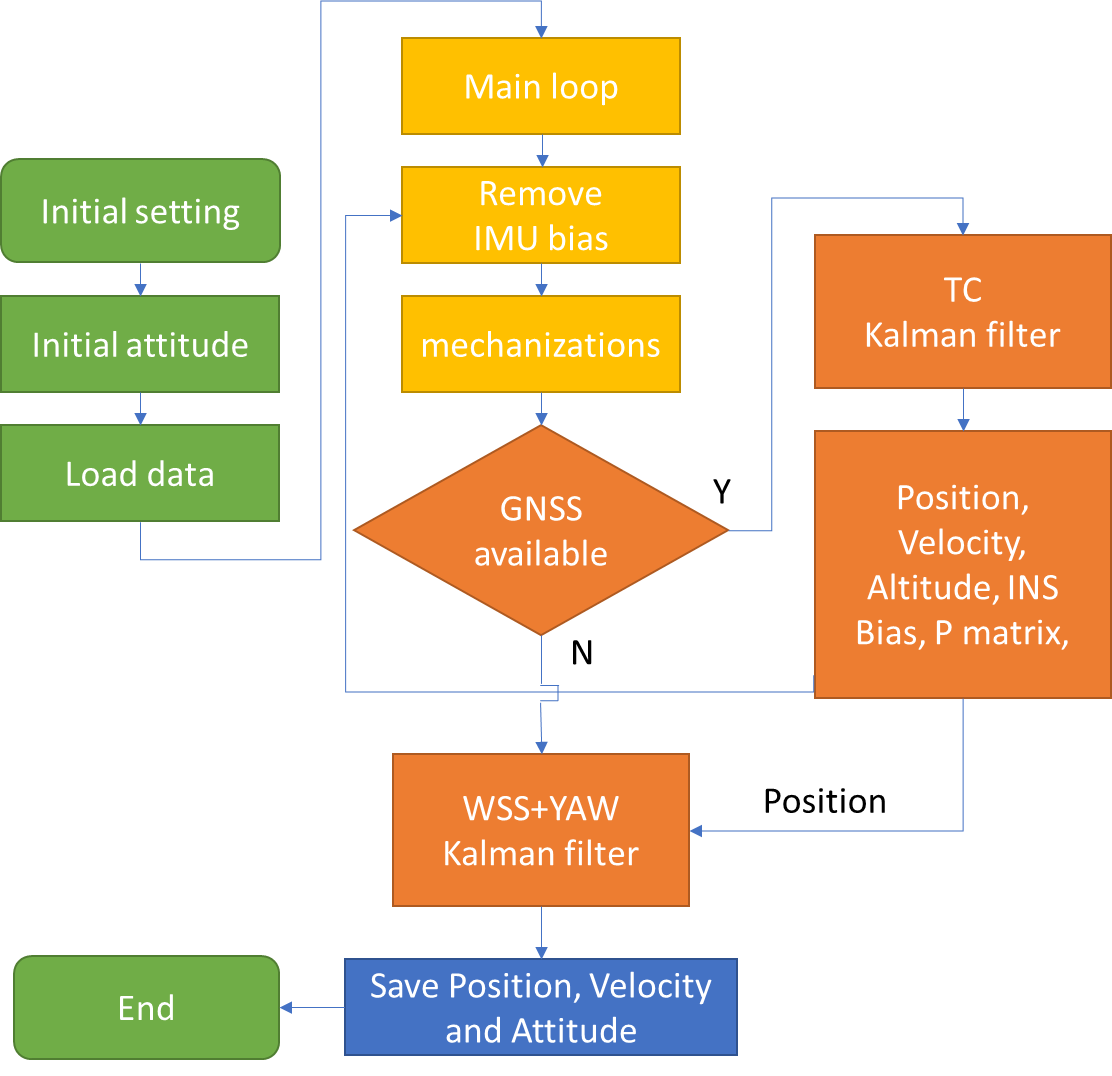 Initial setting
Initial attitude
Load data
Main loop
Remove
IMU bias
mechanizations
GNSS
available
Y
N
TC
Kalman filter
Position,
Velocity,
Altitude, INS
Bias, P matrix,
Position
WSS+YAW
Kalman filter
Save Position, Velocity
and Attitude
End